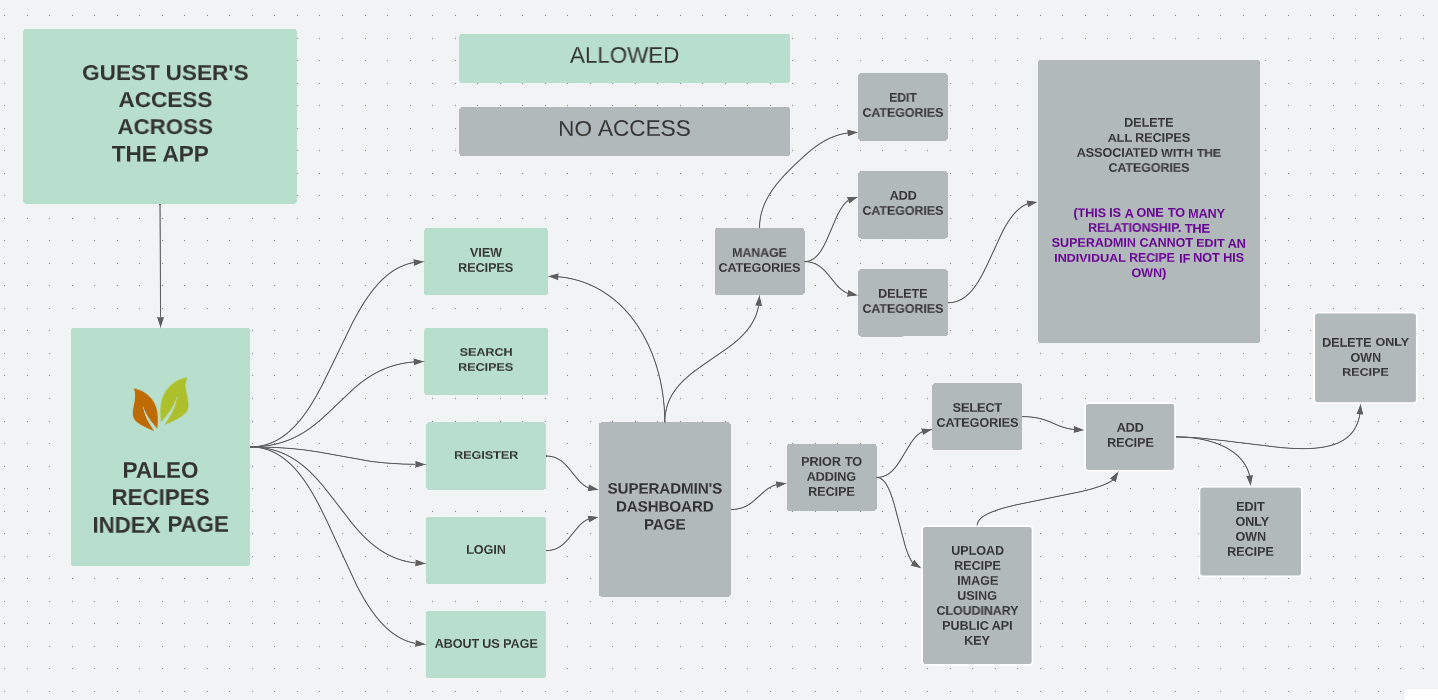 GUEST USER'S
ACCESS
ACROSS
THE APP
ALLOWED
NO ACCESS
PALEO
RECIPES
INDEX PAGE
VIEW
RECIPES
SEARCH
RECIPES
REGISTER
LOGIN
ABOUT US PAGE
SUPERADMIN'S
DASHBOARD
PAGE
MANAGE
CATEGORIES
EDIT
CATEGORIES
ADD
CATEGORIES
DELETE
CATEGORIES
DELETE
ALL RECIPES
ASSOCIATED WITH THE
CATEGORIES
(THIS IS A ONE TO MANY
RELATIONSHIP. THE
SUPERADMIN CANNOT EDIT AN
INDIVIDUAL RECIPE IF NOT HIS
OWN)
PRIOR TO
ADDING
RECIPE
SELECT
CATEGORIES
UPLOAD
RECIPE
IMAGE
USING
CLOUDINARY
PUBLIC API
KEY
ADD
RECIPE
DELETE ONLY
OWN
RECIPE
EDIT
ONLY
OWN
RECIPE